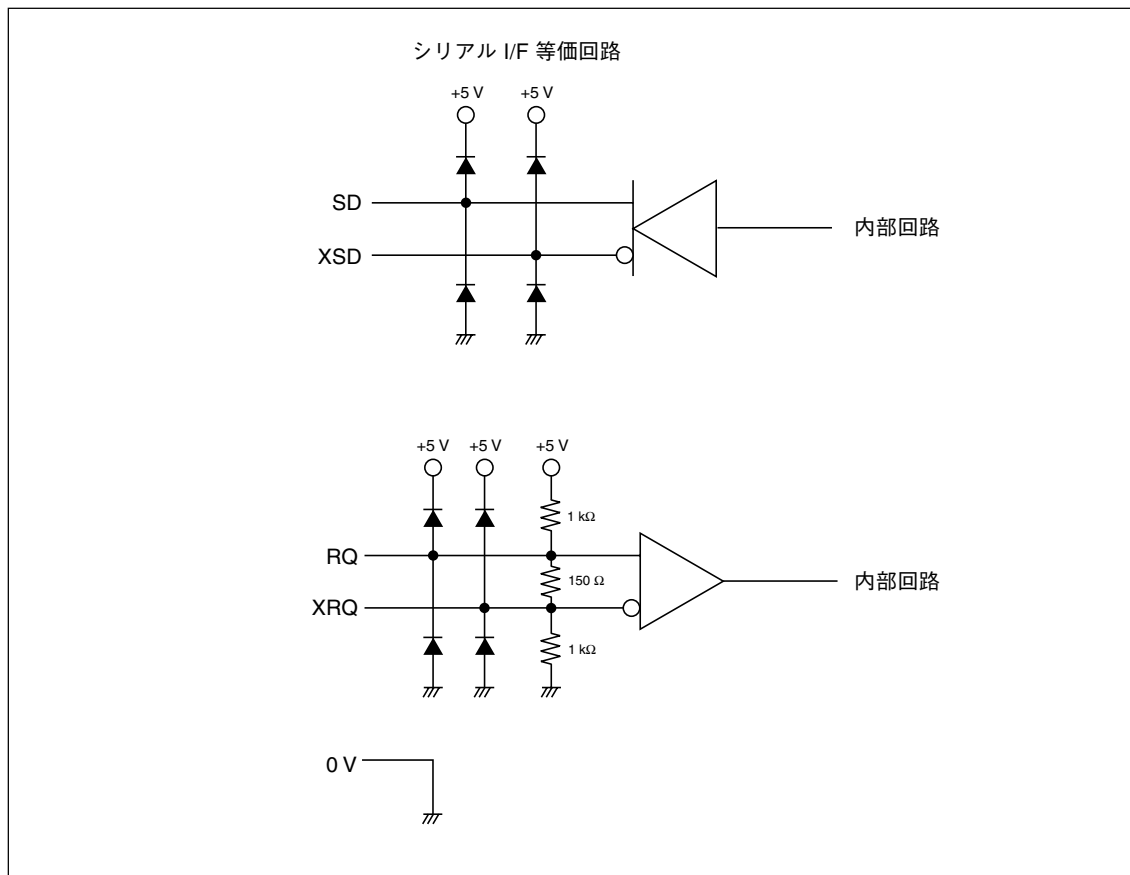 シリアル I/F 等価回路
+5 V +5 V
SD
XSD
内部回路
+5 V +5 V +5 V
1 kΩ
RQ
150 Ω
内部回路
XRQ
1 kΩ
0 V